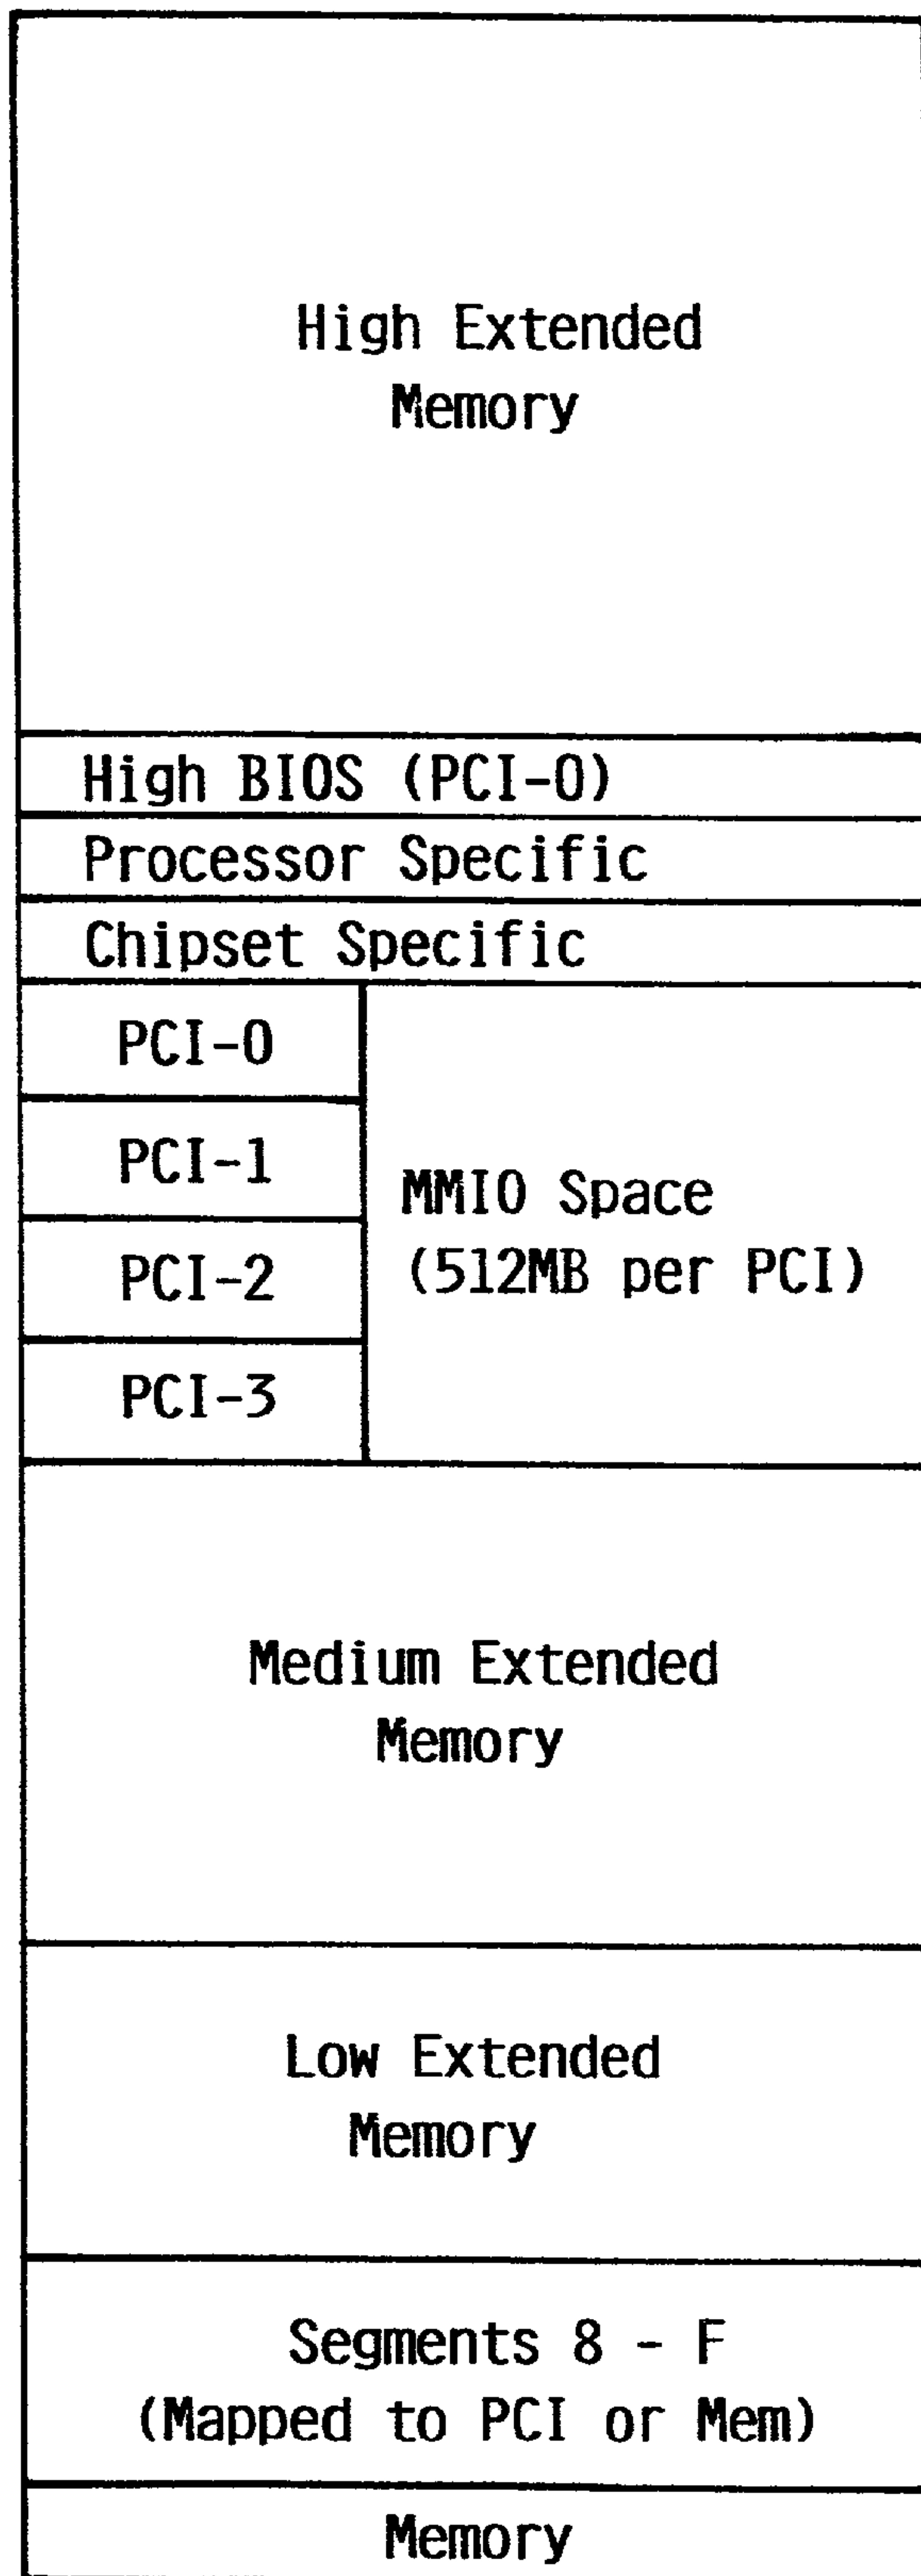 High Extended
Memory
High BIOS (PCI-0)
Processor Specific
Chipset Specific
PCI-0
PCI-1
PCI-2
PCI-3
MMIO Space
(512MB per PCI)
Medium Extended
Memory
Low Extended
Memory
Segments 8 - F
(Mapped to PCI or Mem)
Memory